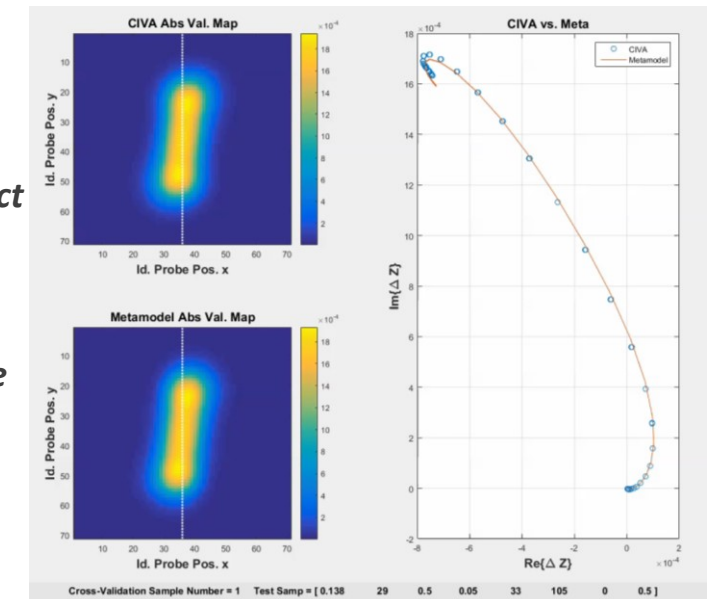 CIVA Abs Val. Map
×10⁻⁴
Id. Probe Pos. y
10
20
30
40
50
60
70
10 20 30 40 50 60 70
Id. Probe Pos. x
18
16
14
12
10
8
6
4
2
ct
Metamodel Abs Val. Map
×10⁻⁴
Id. Probe Pos. y
10
20
30
40
50
60
70
10 20 30 40 50 60 70
Id. Probe Pos. x
18
16
14
12
10
8
6
4
2
e
CIVA vs. Meta
×10⁻⁴
CIVA
Metamodel
Im{Δ Z}
18
16
14
12
10
8
6
4
2
0
-2
-8 -6 -4 -2 0 2
×10⁻⁴
Re{Δ Z}
Cross-Validation Sample Number = 1 Test Samp = [ 0.138 29 0.5 0.05 33 105 0 0.5 ]